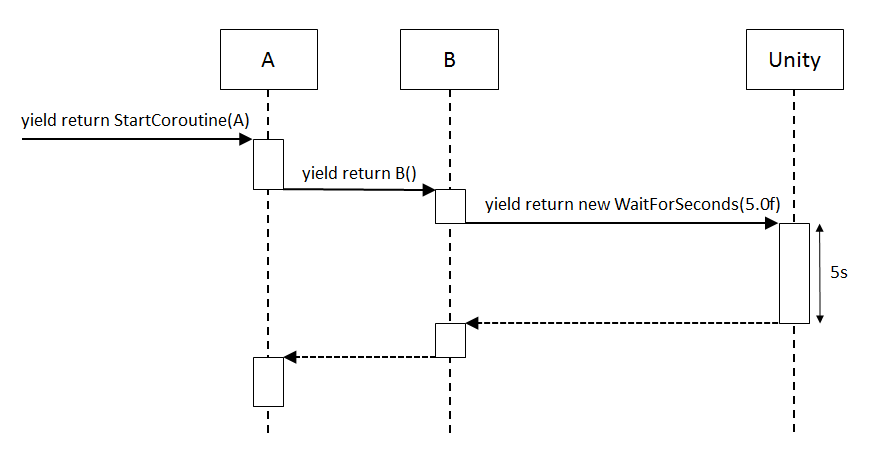 A
B
Unity
yield return StartCoroutine(A)
yield return B()
yield return new WaitForSeconds(5.0f)
5s